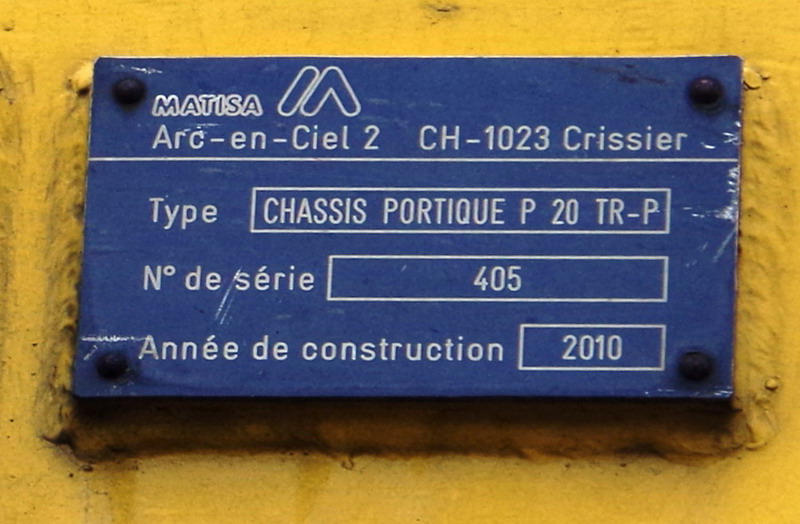 MATISA
Arc-en-Ciel 2 CH-1023 Crissier
Type CHASSIS PORTIQUE P 20 TR-P
N° de série 405
Année de construction 2010